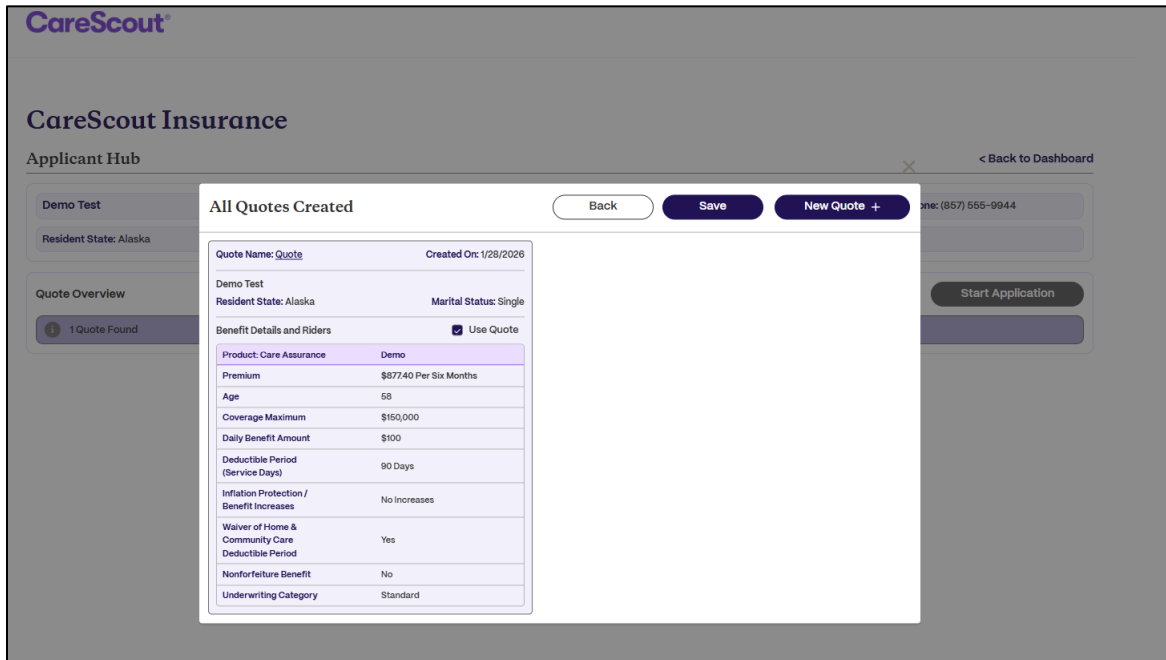 CareScout®
CareScout Insurance
Applicant Hub
< Back to Dashboard
Demo Test
(857) 555-9944
Resident State: Alaska
Quote Overview
Start Application
1 Quote Found
All Quotes Created
Back
Save
New Quote +
Quote Name: Quote Created On: 1/28/2026
Demo Test
Resident State: Alaska Marital Status: Single
Benefit Details and Riders Use Quote
Product: Care Assurance Demo
Premium $877.40 Per Six Months
Age 58
Coverage Maximum $150,000
Daily Benefit Amount $100
Deductible Period
(Service Days) 90 Days
Inflation Protection /
Benefit Increases No Increases
Waiver of Home &
Community Care
Deductible Period Yes
Nonforfeiture Benefit No
Underwriting Category Standard